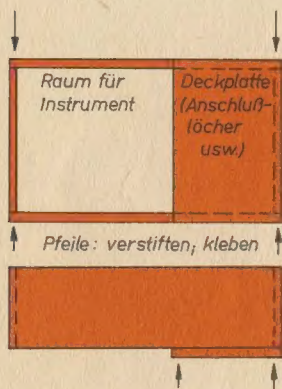 Raum für
Instrument
Deckplatte
(Anschluß-
löcher
usw.)
Pfeile: verstiften; kleben